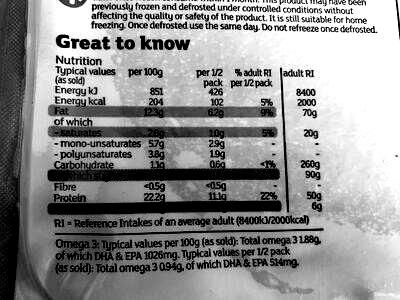 previously frozen and defrosted under controlled conditions without
affecting the quality or safety of the product. It is still suitable for home
freezing. Once defrosted use the same day. Do not refreeze once defrosted.
Great to know
Nutrition
Typical values per 100g per 1/2 % adult RI adult RI
(as sold) pack per 1/2 pack
Energy kJ 851 426 8400
Energy kcal 204 102 5% 2000
Fat 12.3g 6.2g 9% 70g
of which
- saturates 2.0g 1.0g 5% 20g
- mono-unsaturates 5.7g 2.9g - -
- polyunsaturates 3.8g 1.9g - -
Carbohydrate 1.1g 0.6g <1% 260g
90g
Fibre <0.5g <0.5g - -
Protein 22.2g 11.1g 22% 50g
6g
RI = Reference Intakes of an average adult (8400kJ/2000kcal)
Omega 3: Typical values per 100g (as sold): Total omega 3 1.88g,
of which DHA & EPA 1026mg. Typical values per 1/2 pack
(as sold): Total omega 3 0.94g, of which DHA & EPA 514mg.